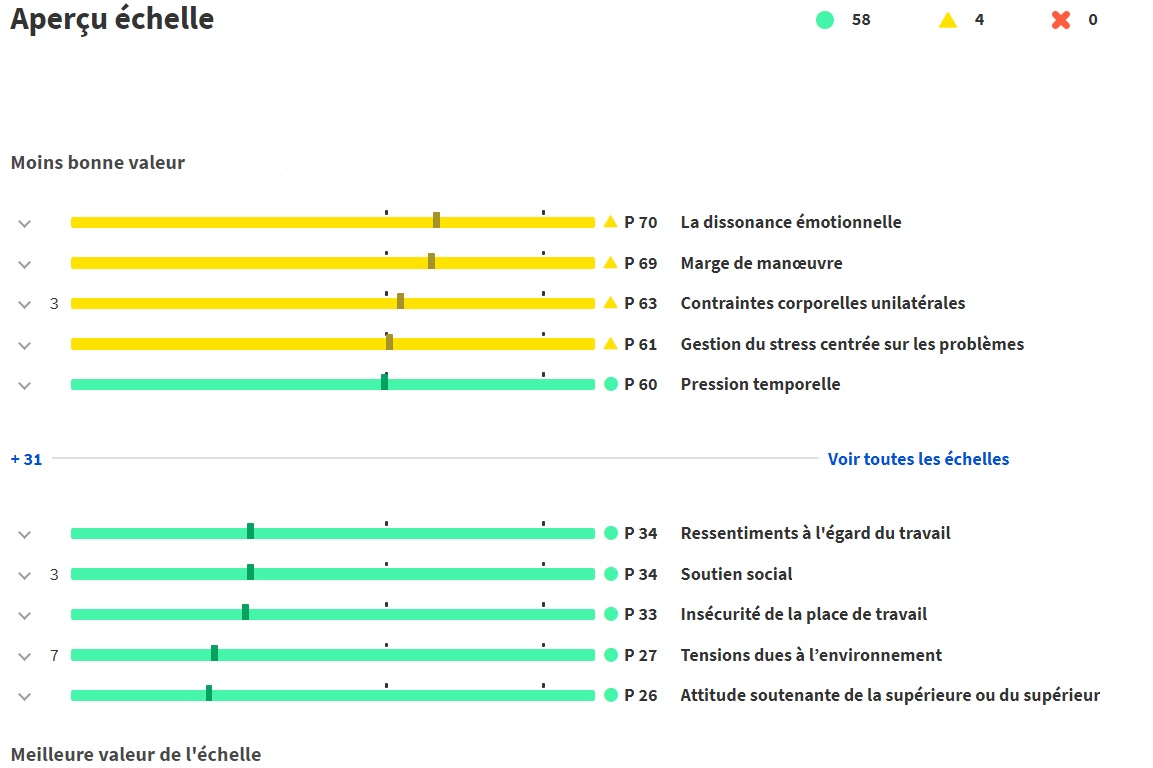 Aperçu échelle 58 4 0
Moins bonne valeur
P 70 La dissonance émotionnelle
P 69 Marge de manœuvre
3 P 63 Contraintes corporelles unilatérales
P 61 Gestion du stress centrée sur les problèmes
P 60 Pression temporelle
+ 31 Voir toutes les échelles
P 34 Ressentiments à l'égard du travail
3 P 34 Soutien social
P 33 Insécurité de la place de travail
7 P 27 Tensions dues à l’environnement
P 26 Attitude soutenante de la supérieure ou du supérieur
Meilleure valeur de l'échelle